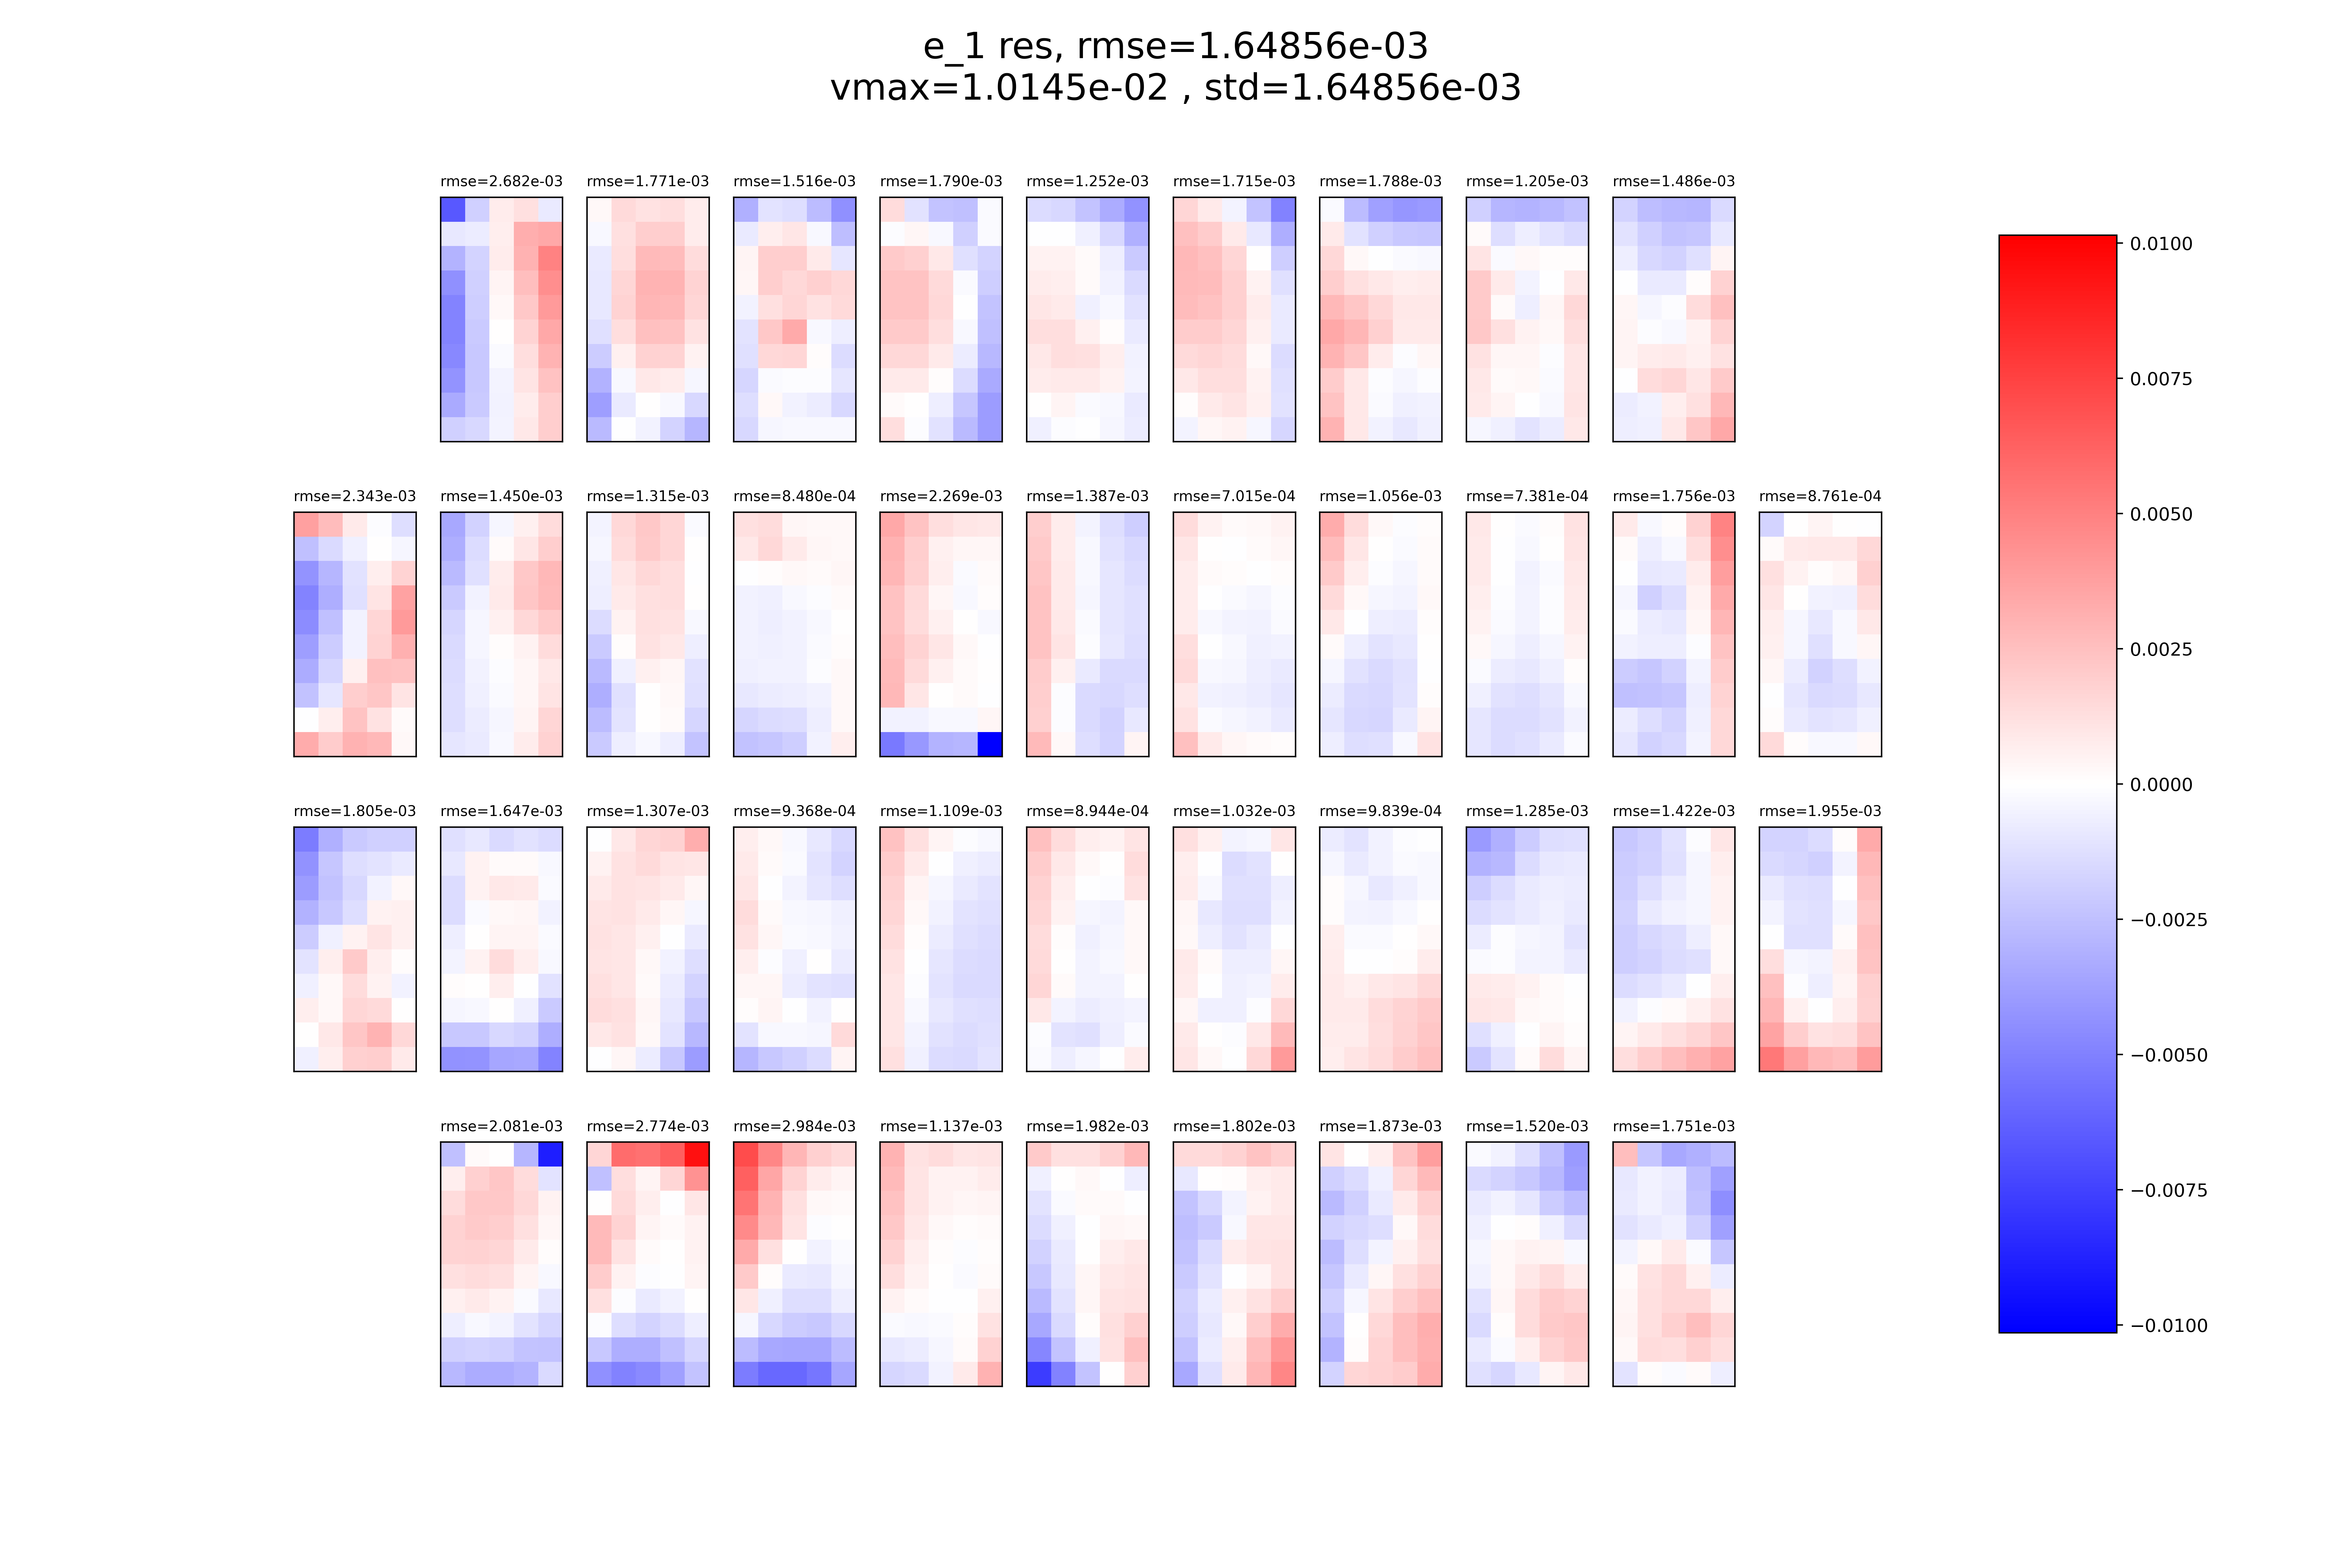 e_1 res, rmse=1.64856e-03
vmax=1.0145e-02 , std=1.64856e-03
rmse=2.682e-03 rmse=1.771e-03 rmse=1.516e-03 rmse=1.790e-03 rmse=1.252e-03 rmse=1.715e-03 rmse=1.788e-03 rmse=1.205e-03 rmse=1.486e-03
rmse=2.343e-03 rmse=1.450e-03 rmse=1.315e-03 rmse=8.480e-04 rmse=2.269e-03 rmse=1.387e-03 rmse=7.015e-04 rmse=1.056e-03 rmse=7.381e-04 rmse=1.756e-03 rmse=8.761e-04
rmse=1.805e-03 rmse=1.647e-03 rmse=1.307e-03 rmse=9.368e-04 rmse=1.109e-03 rmse=8.944e-04 rmse=1.032e-03 rmse=9.839e-04 rmse=1.285e-03 rmse=1.422e-03 rmse=1.955e-03
rmse=2.081e-03 rmse=2.774e-03 rmse=2.984e-03 rmse=1.137e-03 rmse=1.982e-03 rmse=1.802e-03 rmse=1.873e-03 rmse=1.520e-03 rmse=1.751e-03
0.0100
0.0075
0.0050
0.0025
0.0000
−0.0025
−0.0050
−0.0075
−0.0100